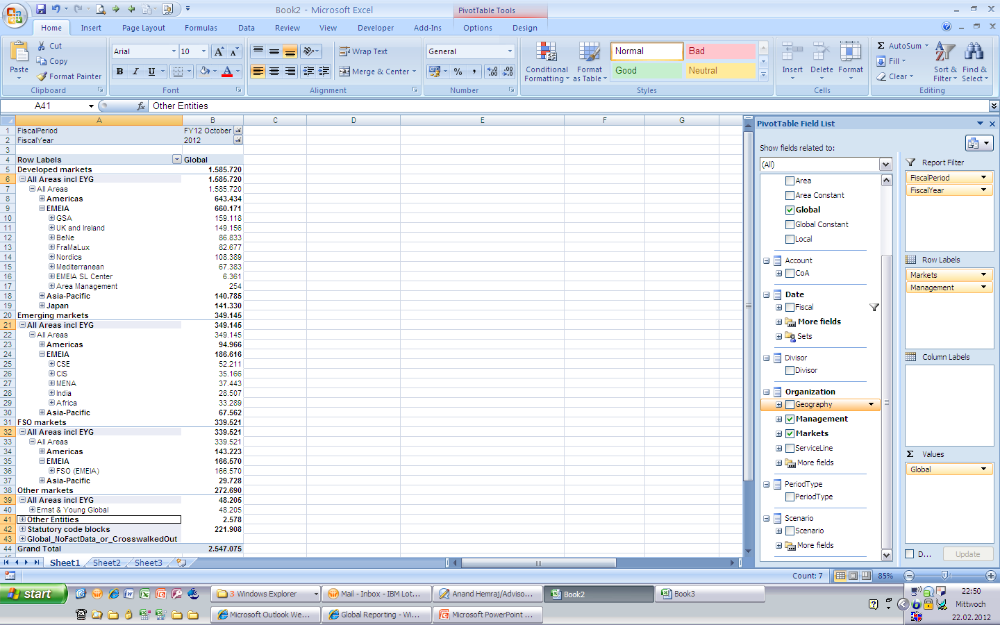 Book2 - Microsoft Excel
PivotTable Tools
Home Insert Page Layout Formulas Data Review View Developer Add-Ins Options Design
Paste
Cut
Copy
Format Painter
Clipboard
Arial 10
B I U
Font
Wrap Text
Merge & Center
Alignment
General
%
Number
Conditional Formatting
Format as Table
Normal Bad
Good Neutral
Styles
Insert Delete Format
Cells
AutoSum
Fill
Clear
Sort & Filter
Find & Select
Editing
A41 fx Other Entities
A B C D E F G
1 FiscalPeriod FY12 October
2 FiscalYear 2012
3
4 Row Labels Global
5 Developed markets 1.585.720
6 All Areas incl EYG 1.585.720
7 All Areas 1.585.720
8 Americas 643.434
9 EMEIA 660.171
10 GSA 159.118
11 UK and Ireland 149.156
12 BeNe 86.833
13 FraMaLux 82.677
14 Nordics 108.389
15 Mediterranean 67.383
16 EMEIA SL Center 6.361
17 Area Management 254
18 Asia-Pacific 140.785
19 Japan 141.330
20 Emerging markets 349.145
21 All Areas incl EYG 349.145
22 All Areas 349.145
23 Americas 94.966
24 EMEIA 186.616
25 CSE 52.211
26 CIS 35.166
27 MENA 37.443
28 India 28.507
29 Africa 33.289
30 Asia-Pacific 67.562
31 FSO markets 339.521
32 All Areas incl EYG 339.521
33 All Areas 339.521
34 Americas 143.223
35 EMEIA 166.570
36 FSO (EMEIA) 166.570
37 Asia-Pacific 29.728
38 Other markets 272.690
39 All Areas incl EYG 48.205
40 Ernst & Young Global 48.205
41 Other Entities 2.578
42 Statutory code blocks 221.908
43 Global_NoFactData_or_CrosswalkedOut
44 Grand Total 2.547.075
Sheet1 Sheet2 Sheet3
PivotTable Field List
Show fields related to:
(All)
Area
Area Constant
Global
Global Constant
Local
Account
CoA
Date
Fiscal
More fields
Sets
Divisor
Divisor
Organization
Geography
Management
Markets
ServiceLine
More fields
PeriodType
PeriodType
Scenario
Scenario
More fields
Report Filter
FiscalPeriod
FiscalYear
Row Labels
Markets
Management
Column Labels
Σ Values
Global
D... Update
Count: 7 85%
start
3 Windows Explorer
Mail - Inbox - IBM Lot...
Anand Hemraj/Adviso...
Book2
Book3
Microsoft Outlook We...
Global Reporting - Wi...
Microsoft PowerPoint ...
22:50
Mittwoch
22.02.2012